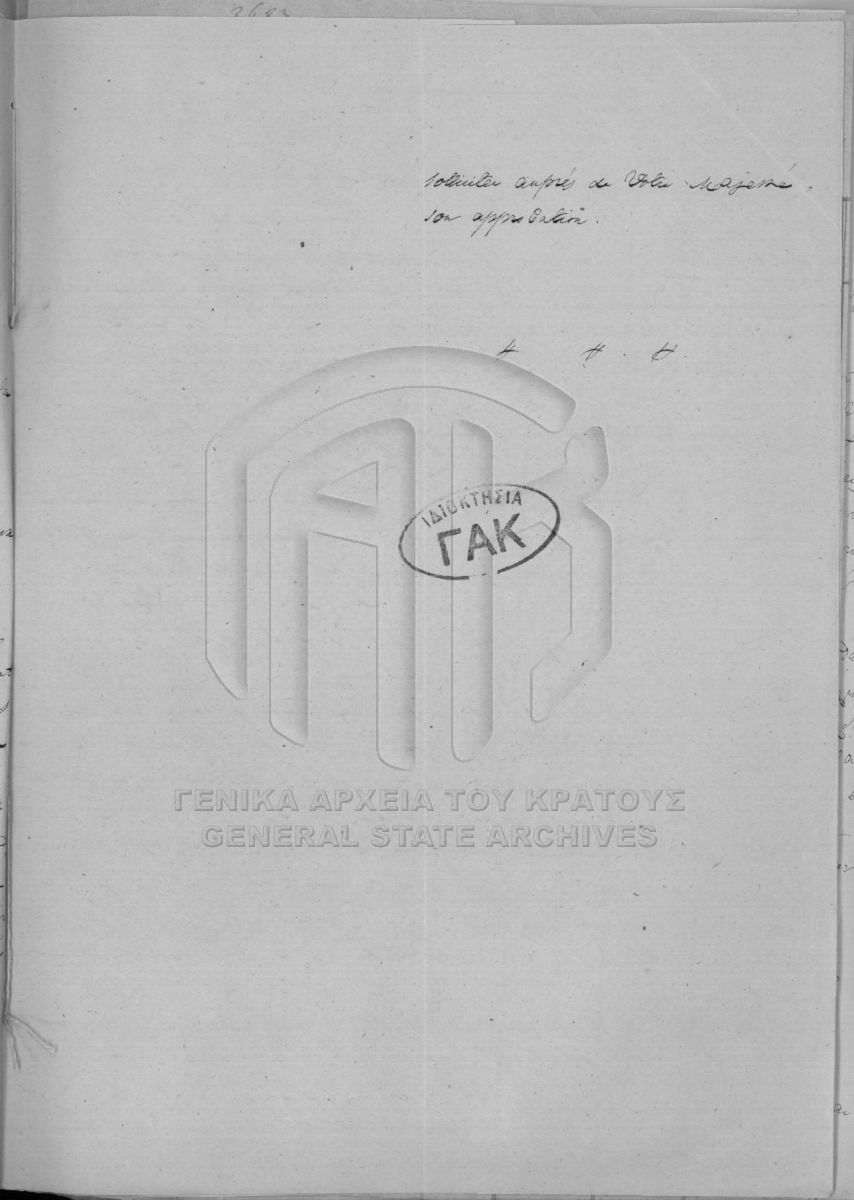 solliciter auprès de Votre Majesté
son approbation.
# #. #.
ΙΔΙΟΚΤΗΣΙΑ
ΓΑΚ
ΓΕΝΙΚΑ ΑΡΧΕΙΑ ΤΟΥ ΚΡΑΤΟΥΣ
GENERAL STATE ARCHIVES